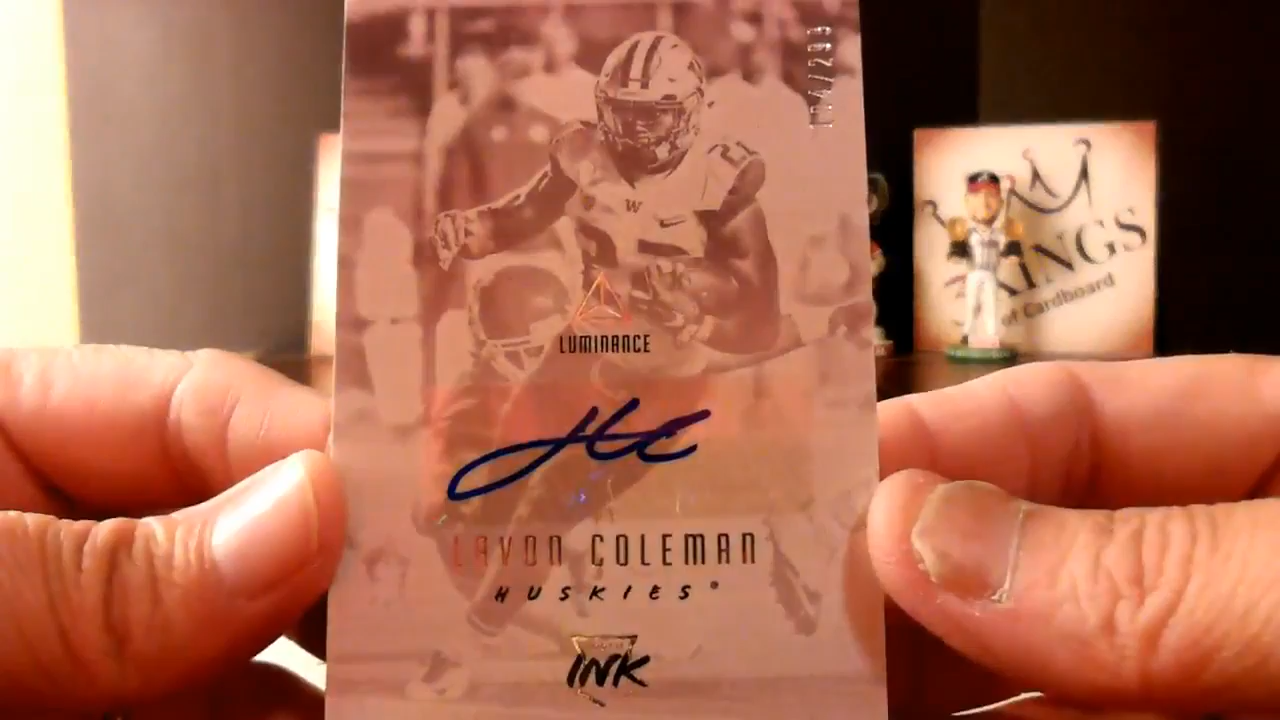 W
LUMINANCE
LAVON COLEMAN
HUSKIES®
INK
KINGS
of Cardboard